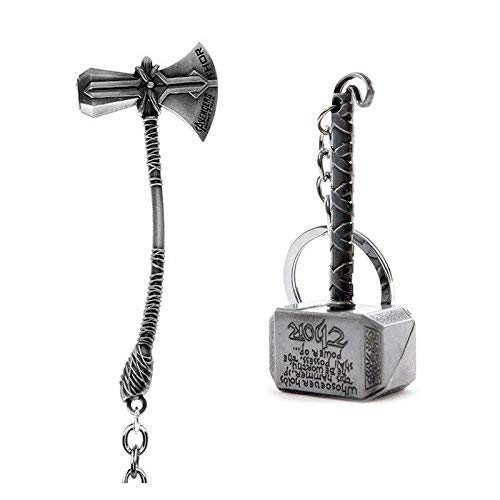 THOR
AVENGERS
Whosoever holds
this hammer, if
he be worthy,
shall possess the
power of...
Thor